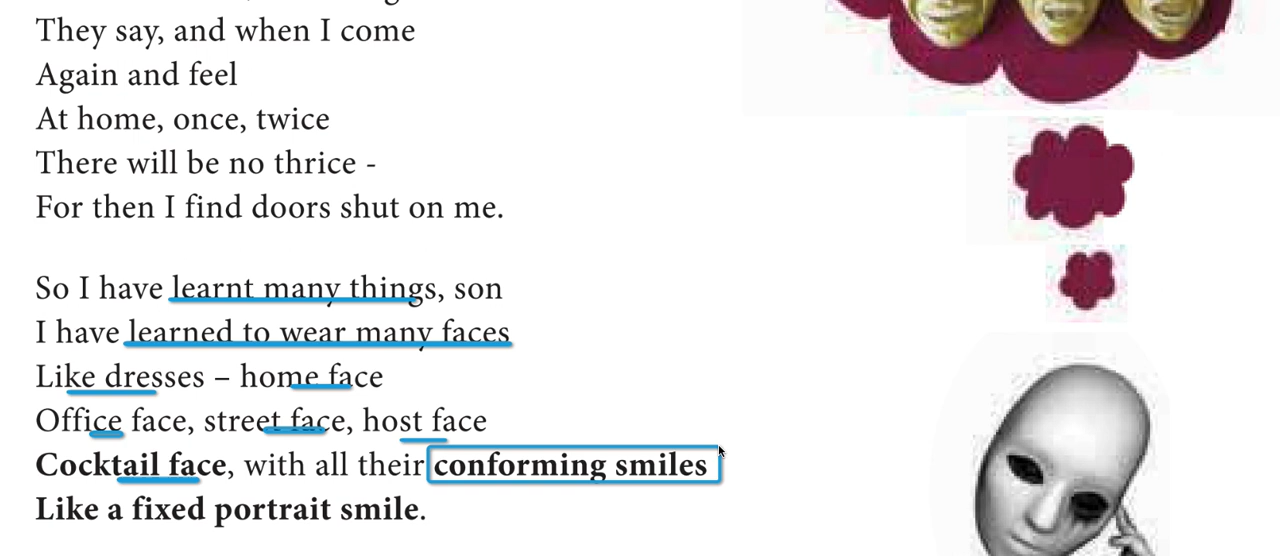 They say, and when I come
Again and feel
At home, once, twice
There will be no thrice -
For then I find doors shut on me.
So I have learnt many things, son
I have learned to wear many faces
Like dresses – home face
Office face, street face, host face
Cocktail face, with all their conforming smiles
Like a fixed portrait smile.